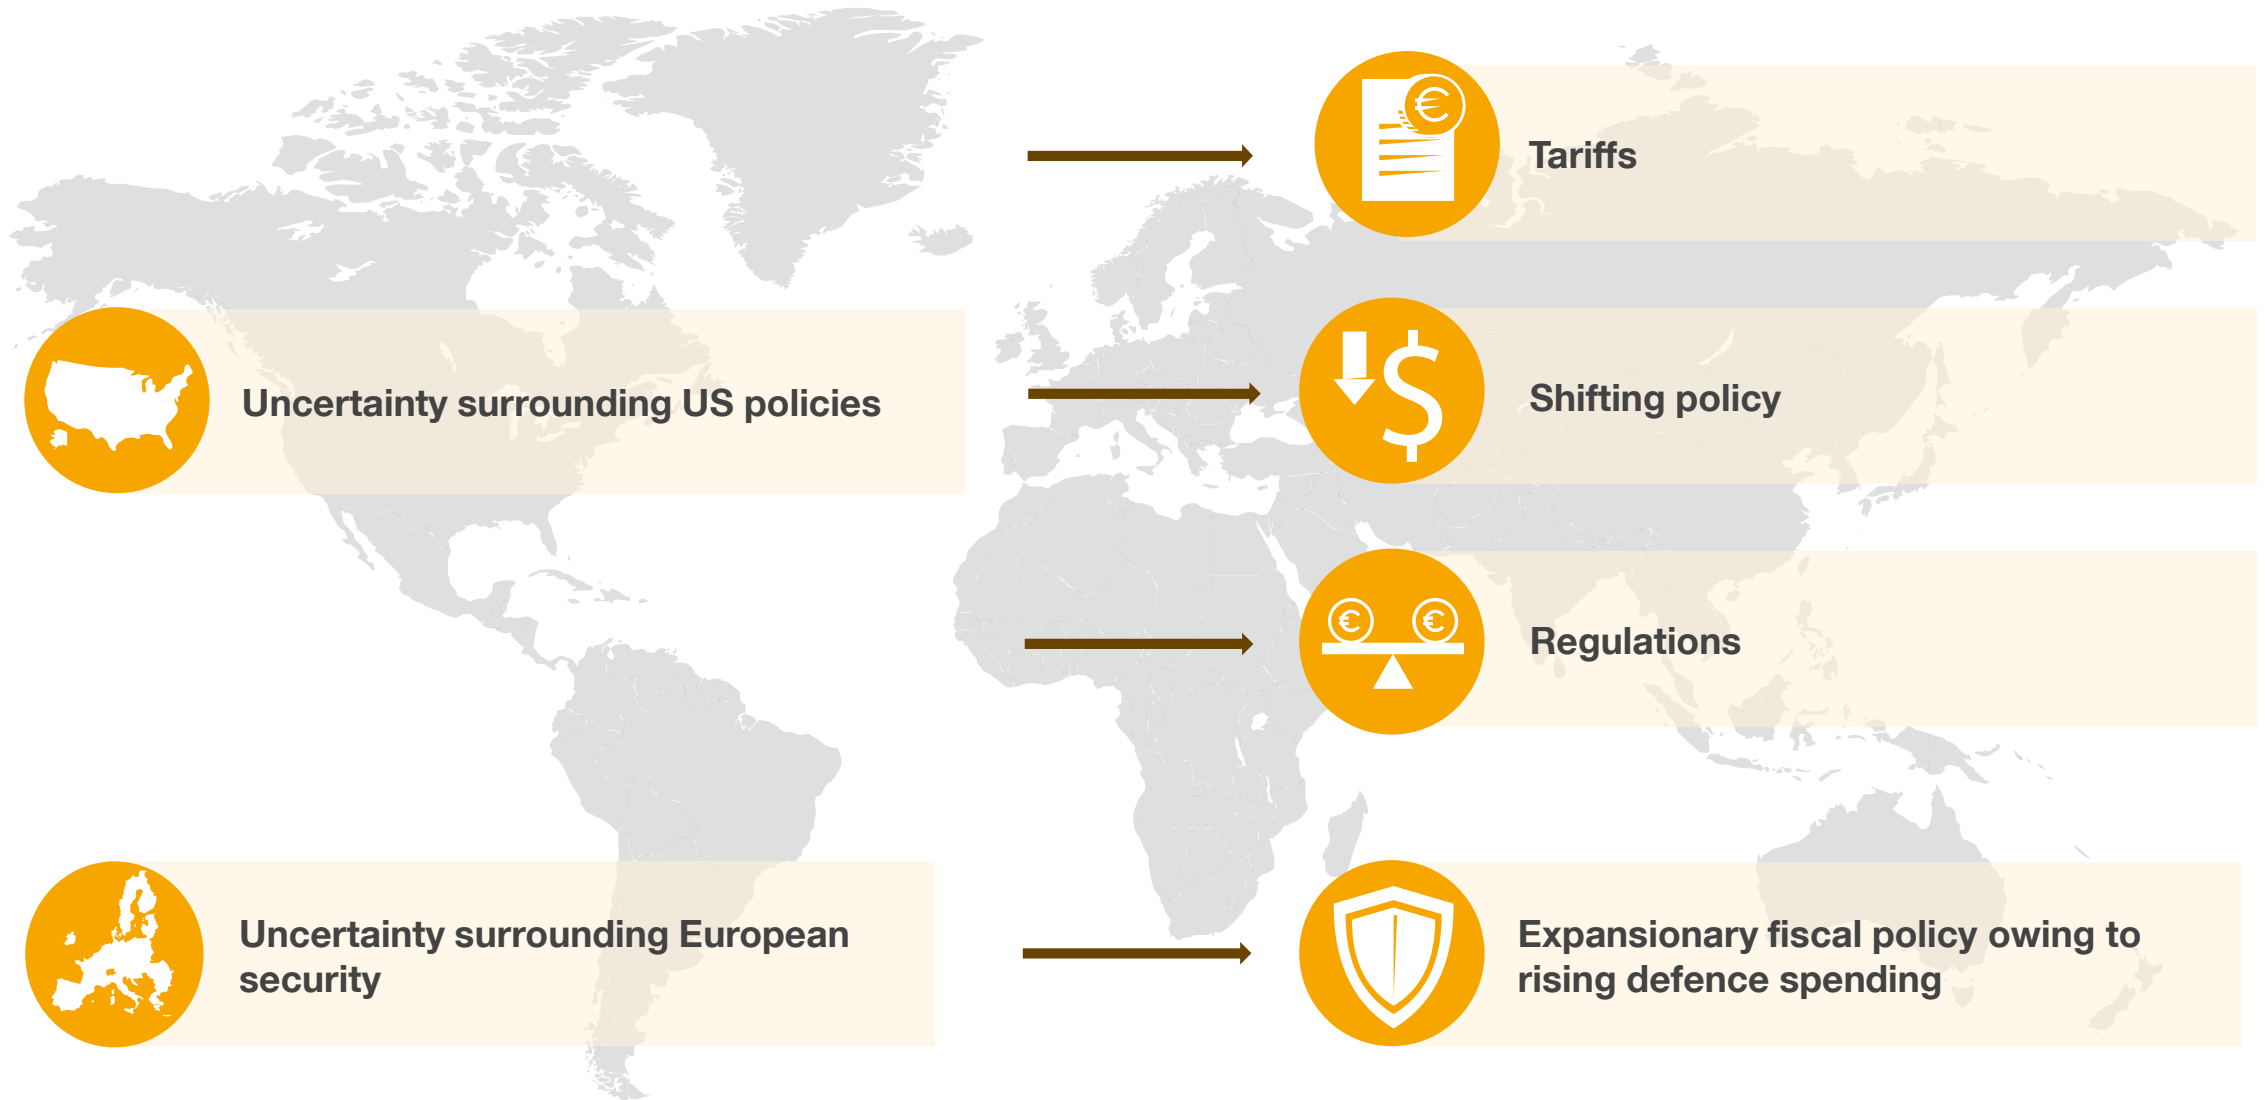 Uncertainty surrounding US policies
Tariffs
Shifting policy
Regulations
Uncertainty surrounding European
security
Expansionary fiscal policy owing to
rising defence spending